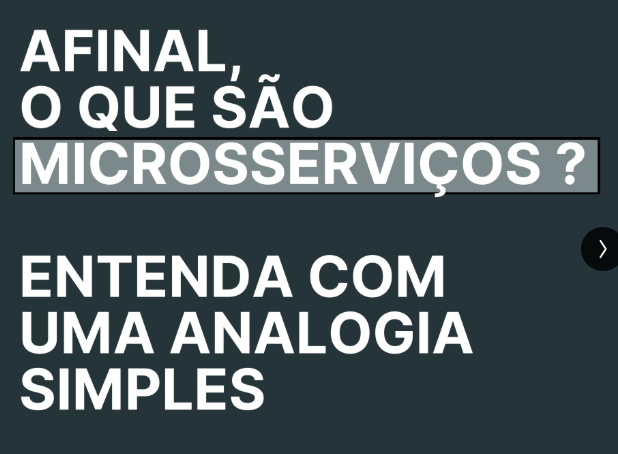 AFINAL,
O QUE SÃO
MICROSSERVIÇOS ?
ENTENDA COM
UMA ANALOGIA
SIMPLES